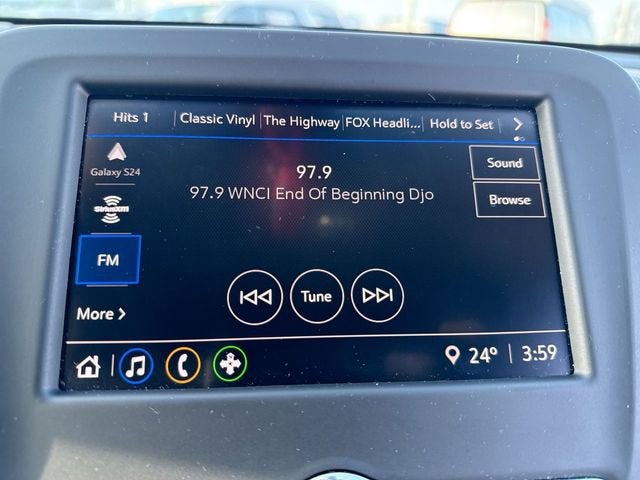 Hits 1 Classic Vinyl The Highway FOX Headli... Hold to Set
Galaxy S24
SiriusXM
FM
More
97.9
97.9 WNCI End Of Beginning Djo
Sound
Browse
Tune
24° 3:59